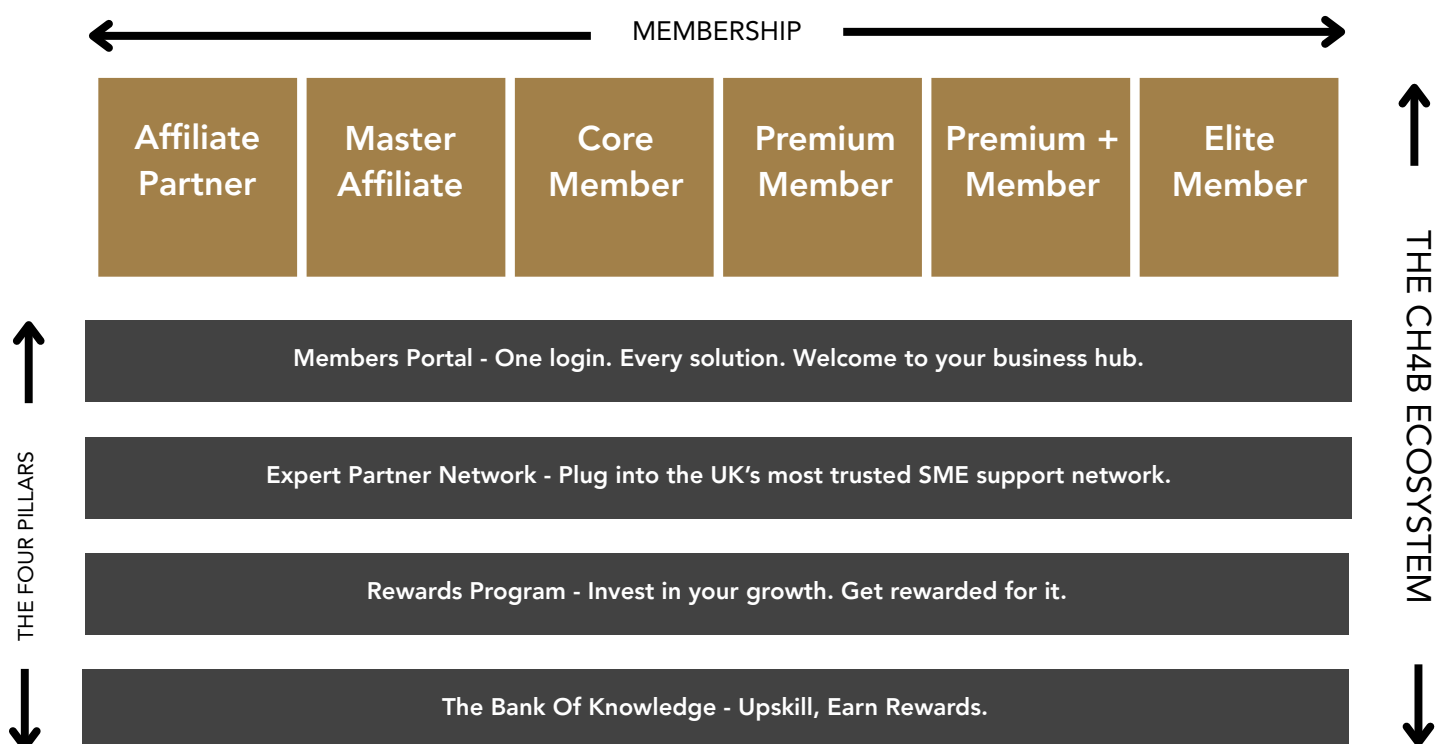 MEMBERSHIP
Affiliate
Partner
Master
Affiliate
Core
Member
Premium
Member
Premium +
Member
Elite
Member
Members Portal - One login. Every solution. Welcome to your business hub.
Expert Partner Network - Plug into the UK’s most trusted SME support network.
Rewards Program - Invest in your growth. Get rewarded for it.
The Bank Of Knowledge - Upskill, Earn Rewards.
THE FOUR PILLARS
THE CH4B ECOSYSTEM